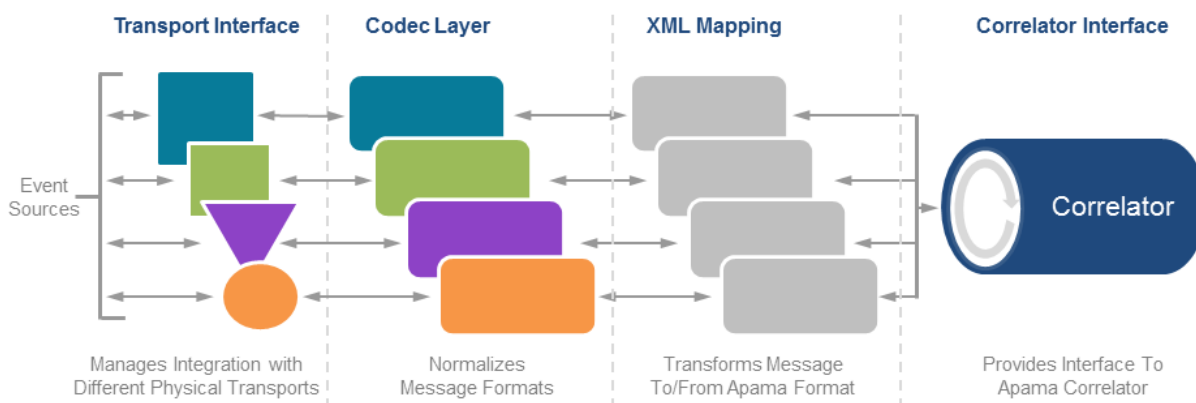 Transport Interface
Codec Layer
XML Mapping
Correlator Interface
Event
Sources
Correlator
Manages Integration with
Different Physical Transports
Normalizes
Message Formats
Transforms Message
To/From Apama Format
Provides Interface To
Apama Correlator